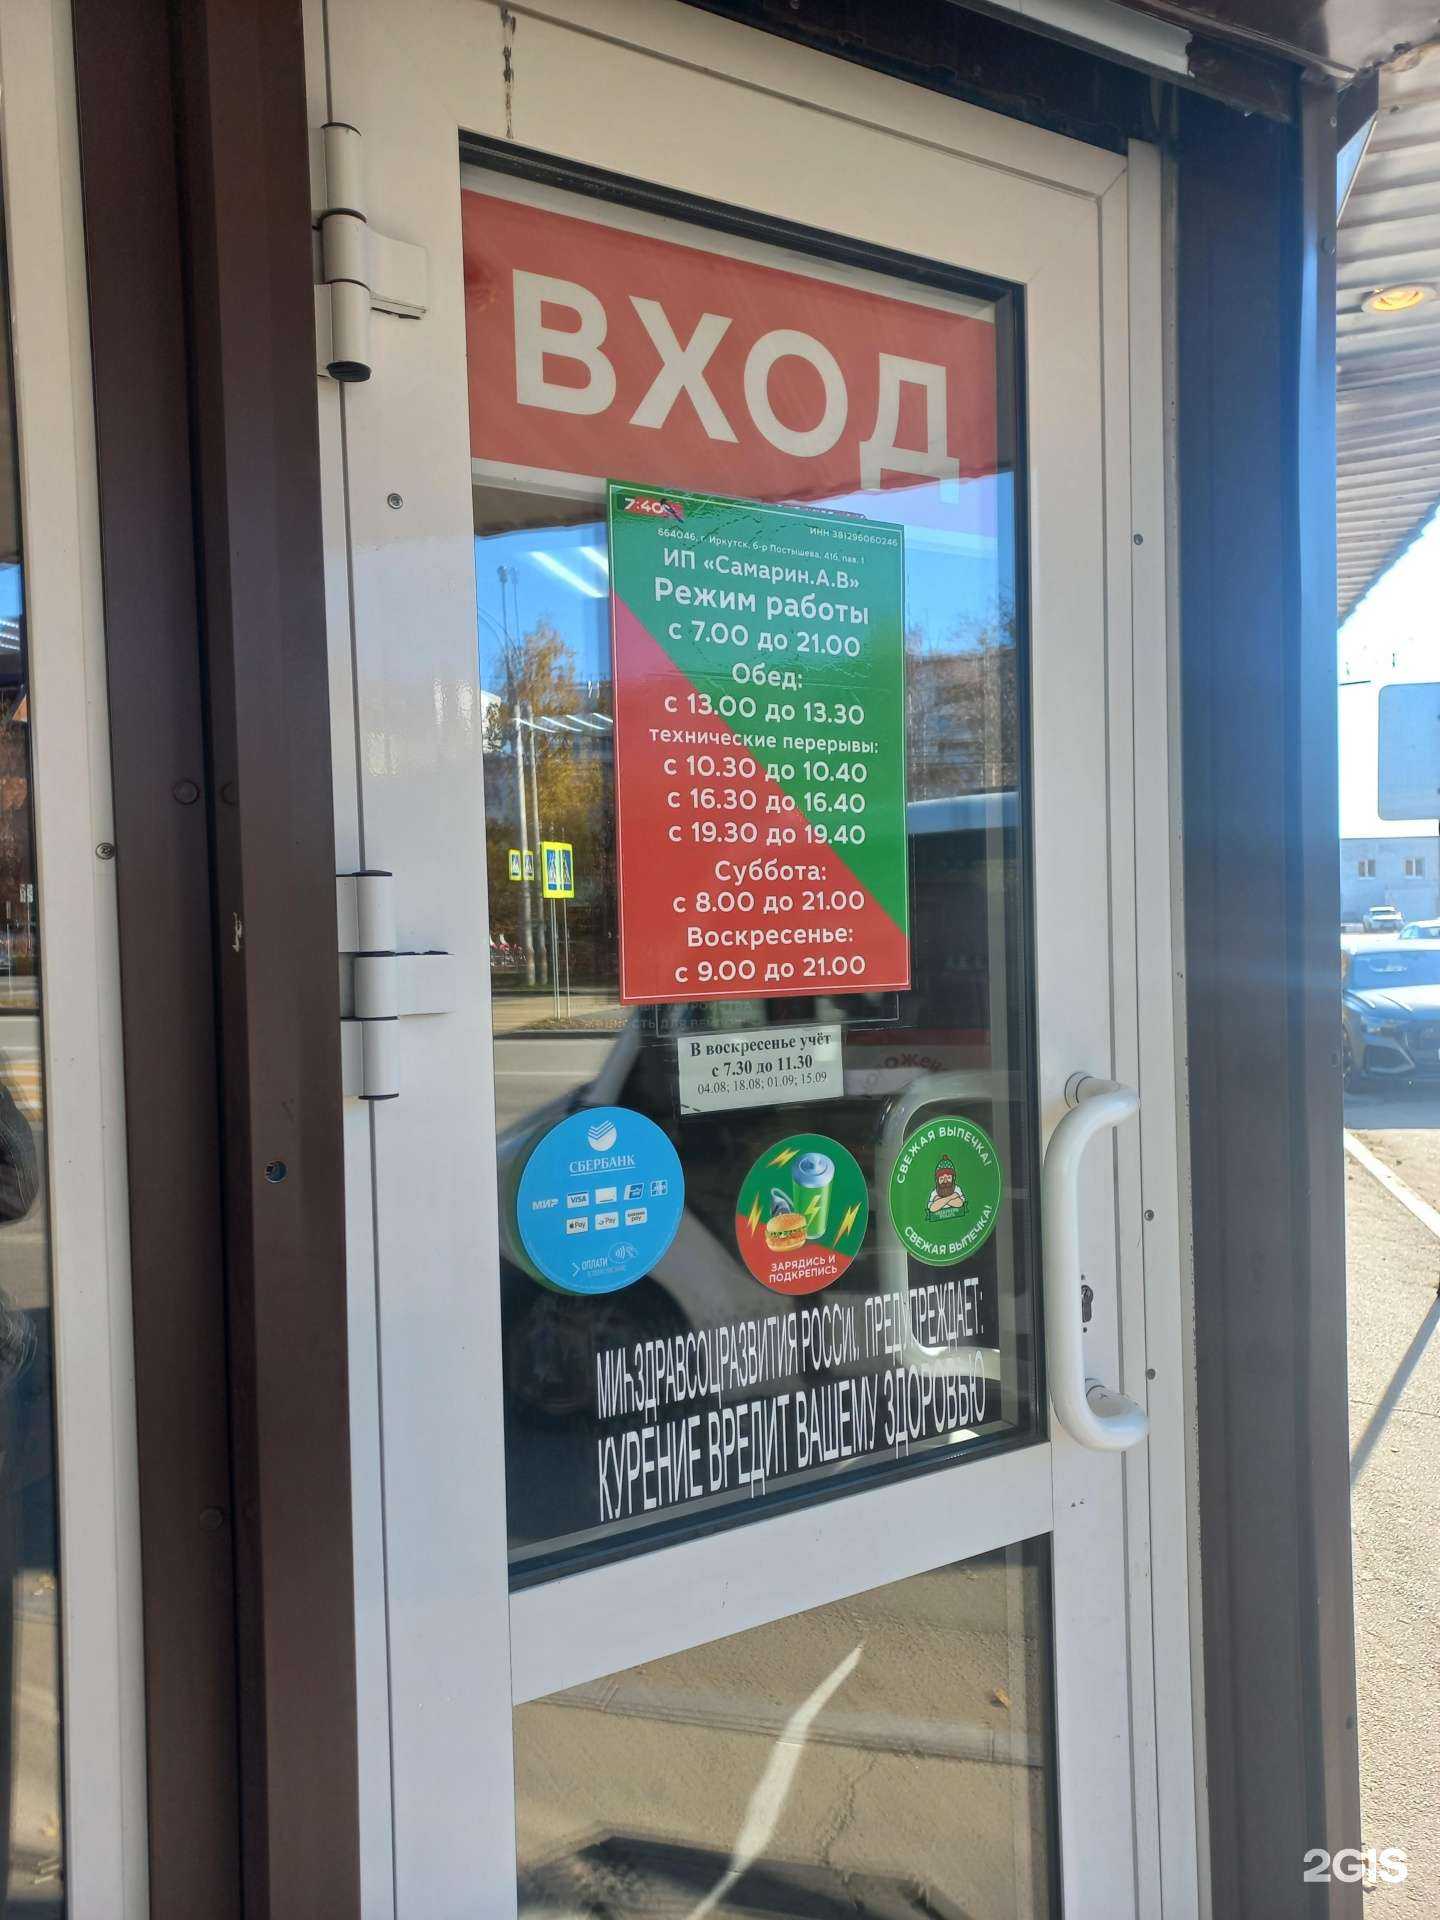 ВХОД
7:40
ИНН 381296060246
664046, г. Иркутск, б-р Постышева, 41б, пав. 1
ИП «Самарин.А.В»
Режим работы
с 7.00 до 21.00
Обед:
с 13.00 до 13.30
технические перерывы:
с 10.30 до 10.40
с 16.30 до 16.40
с 19.30 до 19.40
Суббота:
с 8.00 до 21.00
Воскресенье:
с 9.00 до 21.00
В воскресенье учёт
с 7.30 до 11.30
04.08; 18.08; 01.09; 15.09
СБЕРБАНК
МИР VISA
Pay Pay pay
ОПЛАТИ
ЗАРЯДИСЬ И
ПОДКРЕПИСЬ
СВЕЖАЯ ВЫПЕЧКА!
СВЕЖАЯ ВЫПЕЧКА!
МИНЗДРАВСОЦРАЗВИТИЯ РОССИИ. ПРЕДУПРЕЖДАЕТ:
КУРЕНИЕ ВРЕДИТ ВАШЕМУ ЗДОРОВЬЮ
2GIS